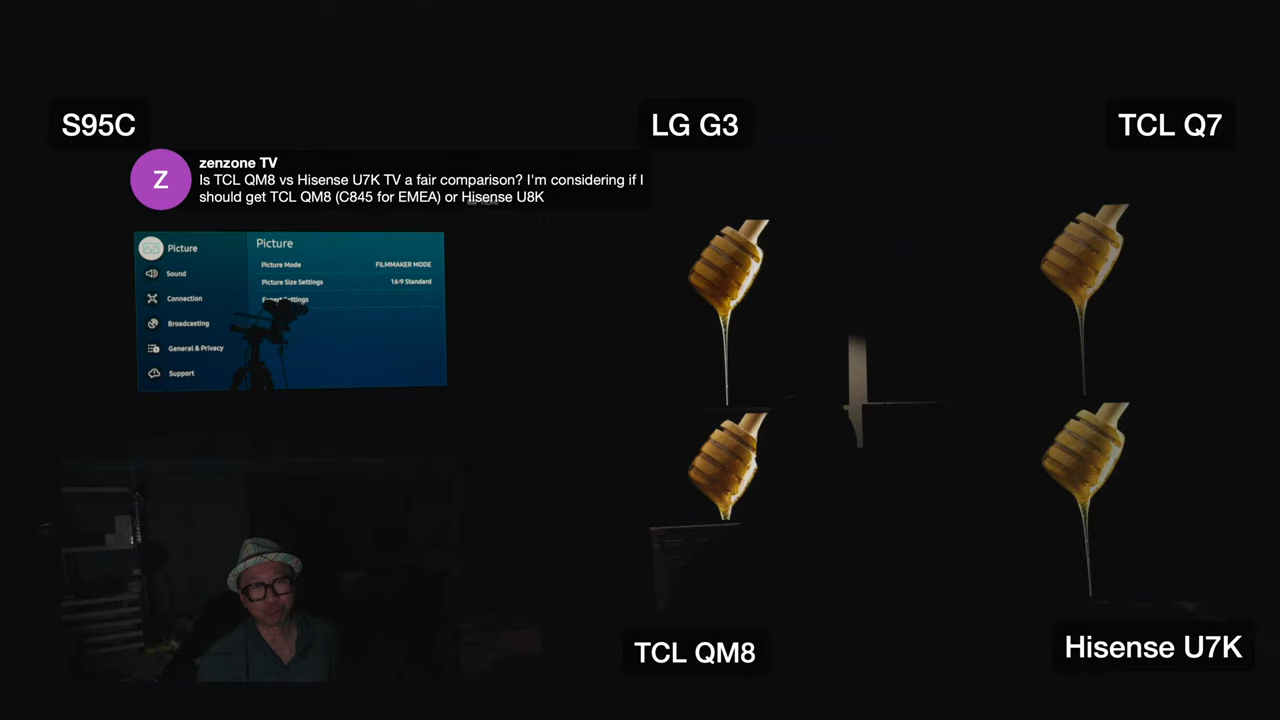 S95C
LG G3
TCL Q7
Z
zenzone TV
Is TCL QM8 vs Hisense U7K TV a fair comparison? I'm considering if I
should get TCL QM8 (C845 for EMEA) or Hisense U8K
Picture
Picture
Picture Mode FILMMAKER MODE
Sound
Picture Size Settings 16:9 Standard
Connection
Expert Settings
Broadcasting
General & Privacy
Support
TCL QM8
Hisense U7K